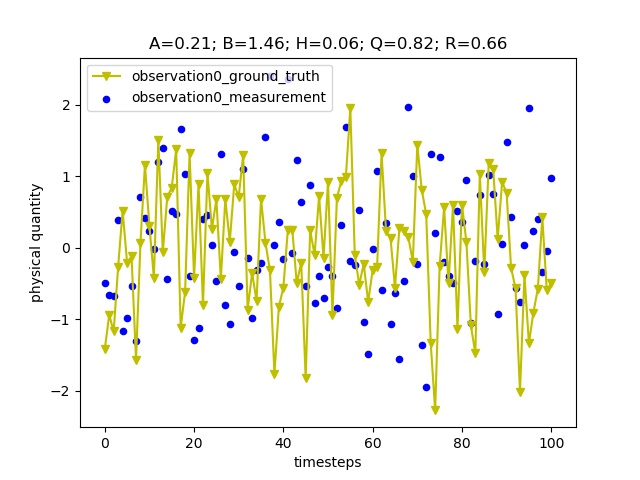 A=0.21; B=1.46; H=0.06; Q=0.82; R=0.66
observation0_ground_truth
observation0_measurement
physical quantity
2
1
0
−1
−2
0 20 40 60 80 100
timesteps